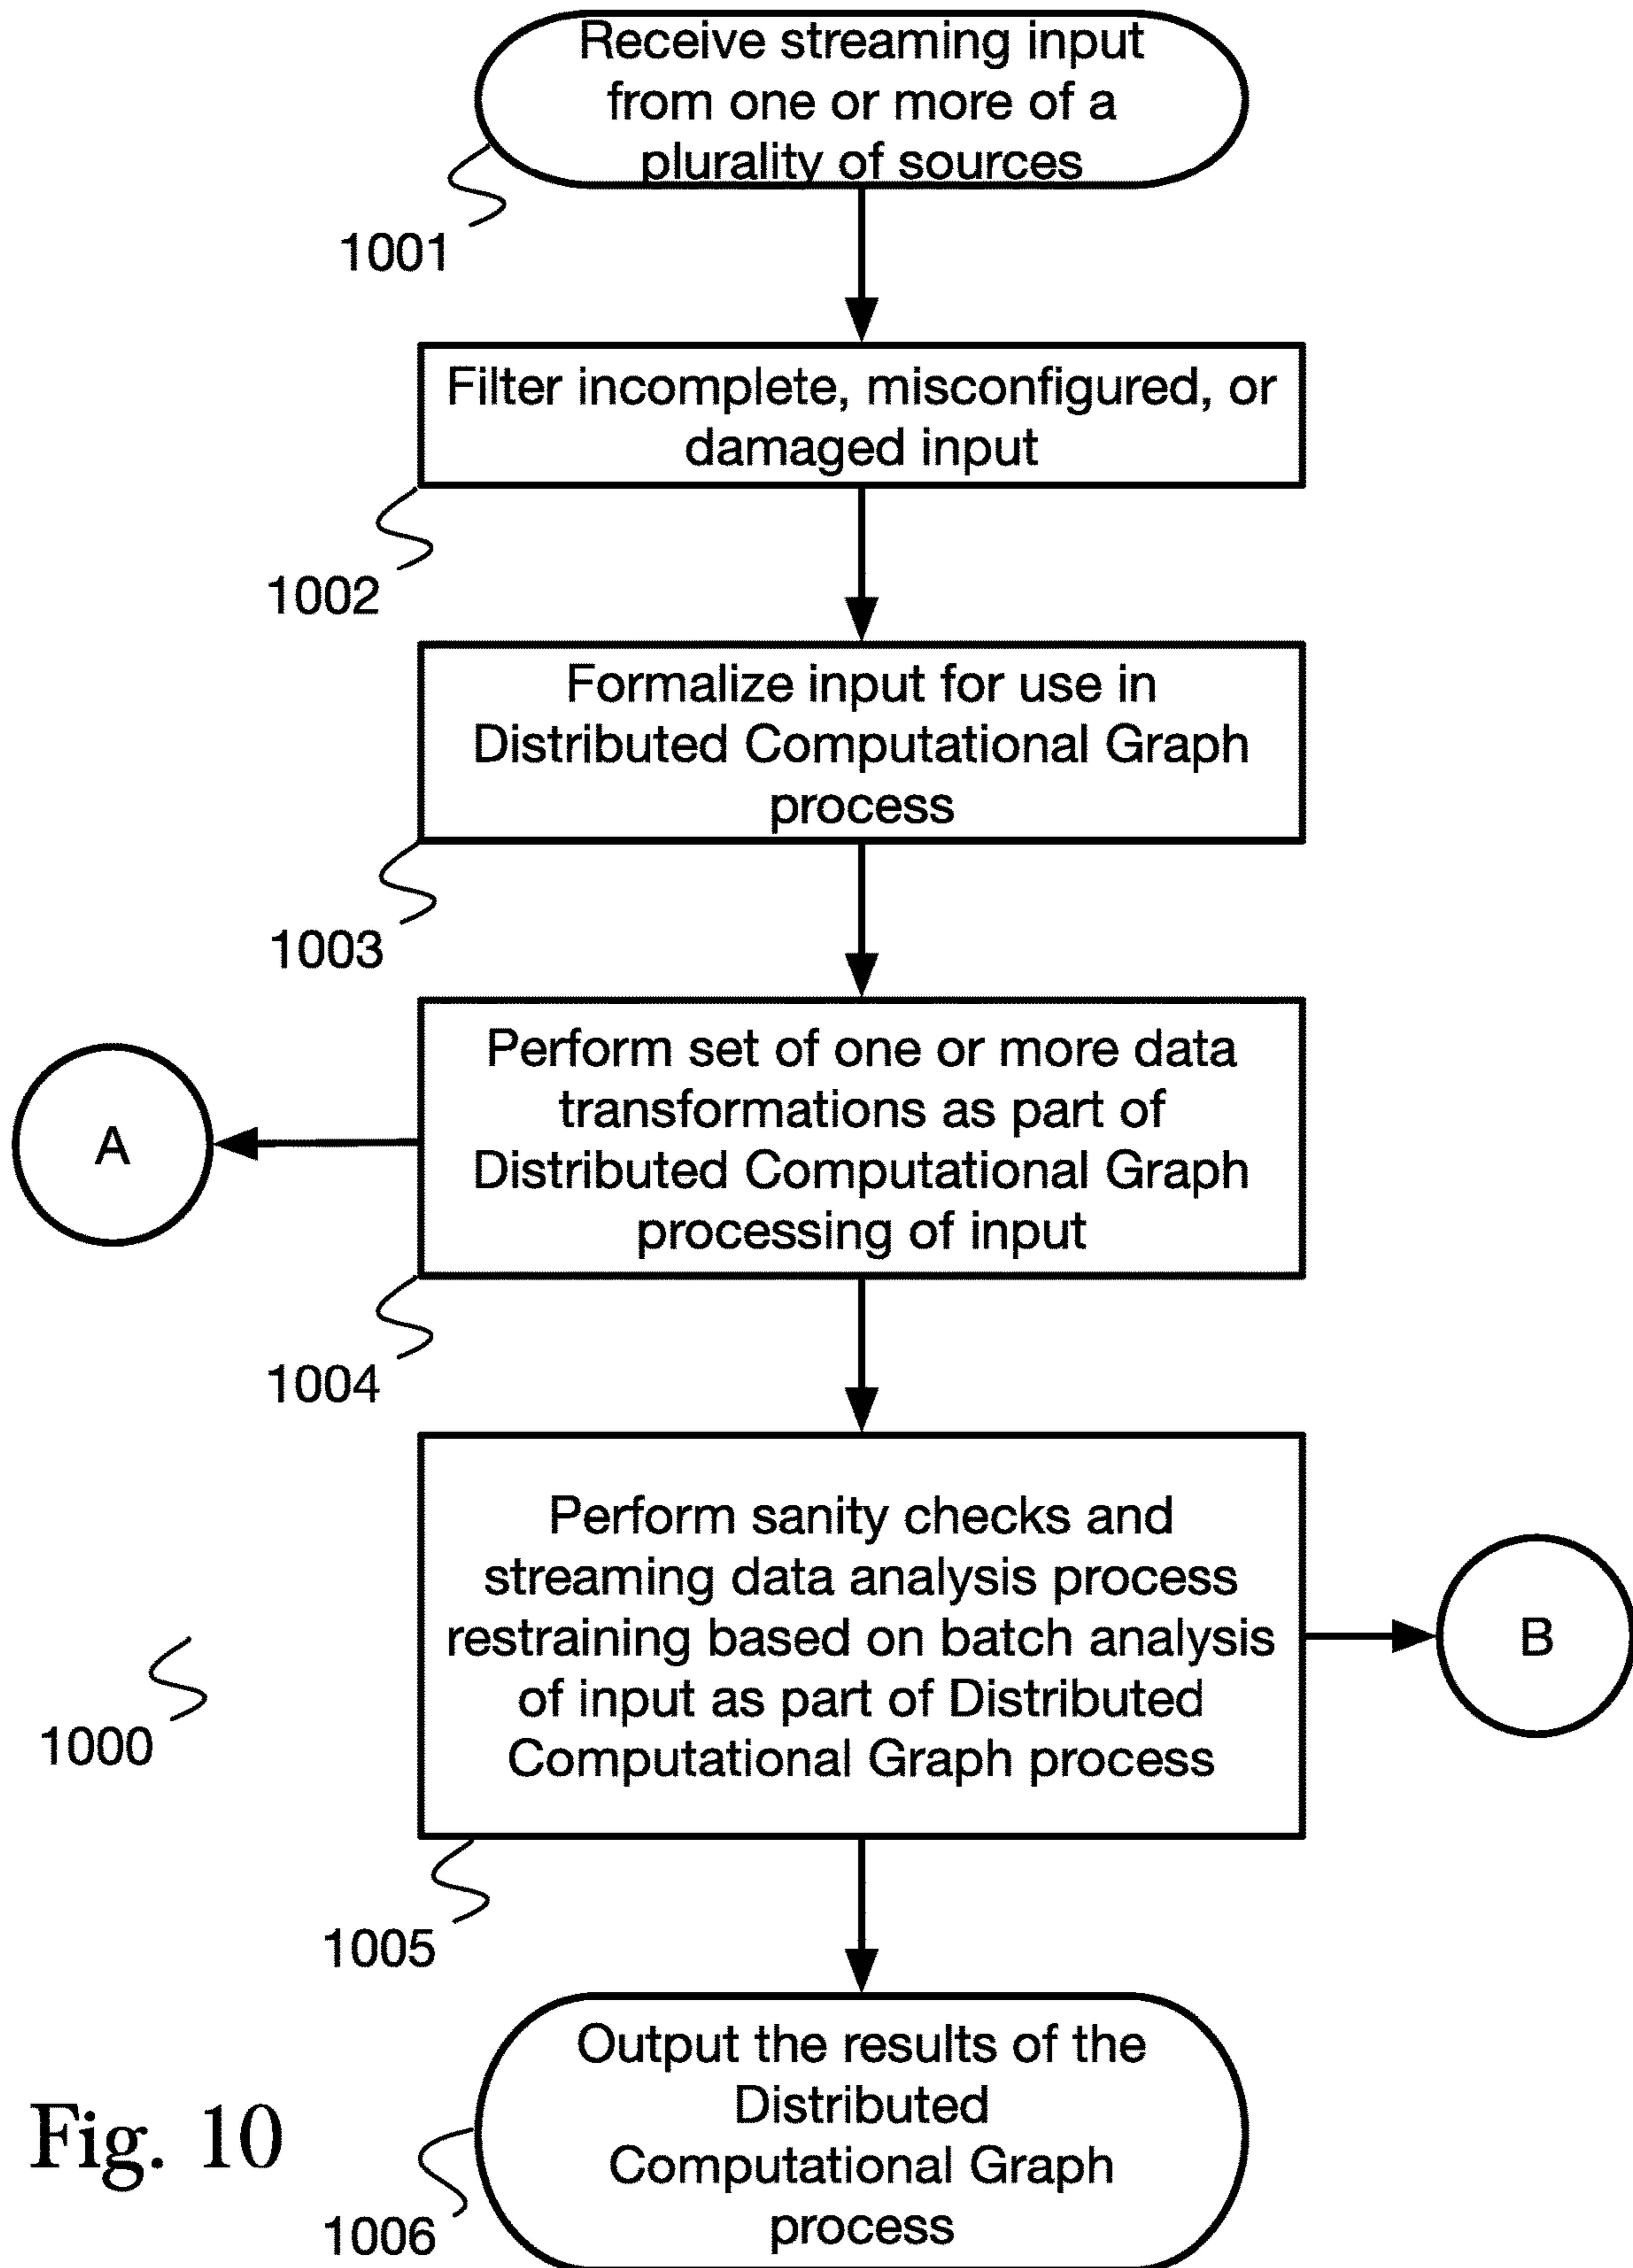 Receive streaming input
from one or more of a
plurality of sources
1001
Filter incomplete, misconfigured, or
damaged input
1002
Formalize input for use in
Distributed Computational Graph
process
1003
Perform set of one or more data
transformations as part of
Distributed Computational Graph
processing of input
A
1004
Perform sanity checks and
streaming data analysis process
restraining based on batch analysis
of input as part of Distributed
Computational Graph process
B
1000
1005
Output the results of the
Distributed
Computational Graph
process
1006
Fig. 10